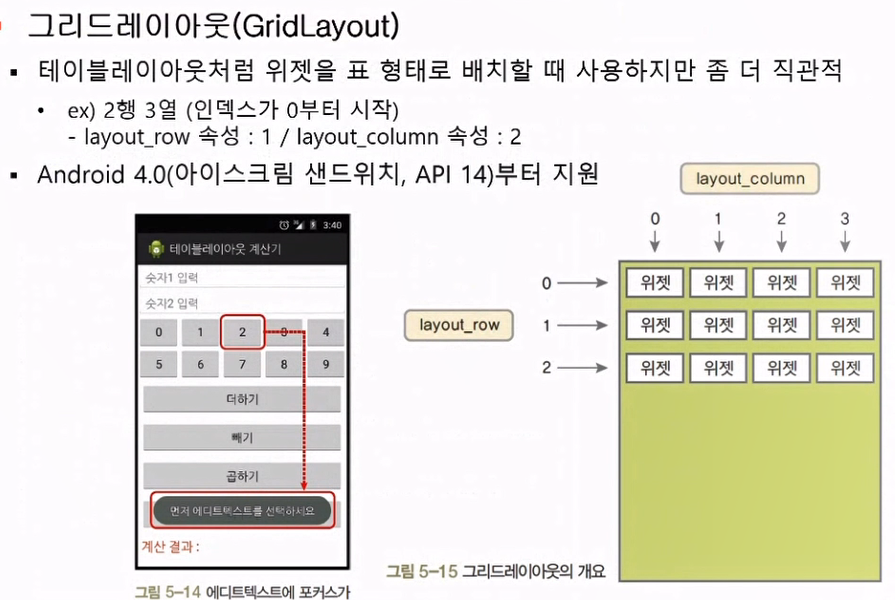 그리드레이아웃(GridLayout)
▪ 테이블레이아웃처럼 위젯을 표 형태로 배치할 때 사용하지만 좀 더 직관적
• ex) 2행 3열 (인덱스가 0부터 시작)
- layout_row 속성 : 1 / layout_column 속성 : 2
▪ Android 4.0(아이스크림 샌드위치, API 14)부터 지원
3:40
테이블레이아웃 계산기
숫자1 입력
숫자2 입력
0 1 2 3 4
5 6 7 8 9
더하기
빼기
곱하기
먼저 에디트텍스트를 선택하세요
계산 결과 :
그림 5-14 에디트텍스트에 포커스가
layout_column
0 1 2 3
layout_row
0 위젯 위젯 위젯 위젯
1 위젯 위젯 위젯 위젯
2 위젯 위젯 위젯 위젯
그림 5-15 그리드레이아웃의 개요